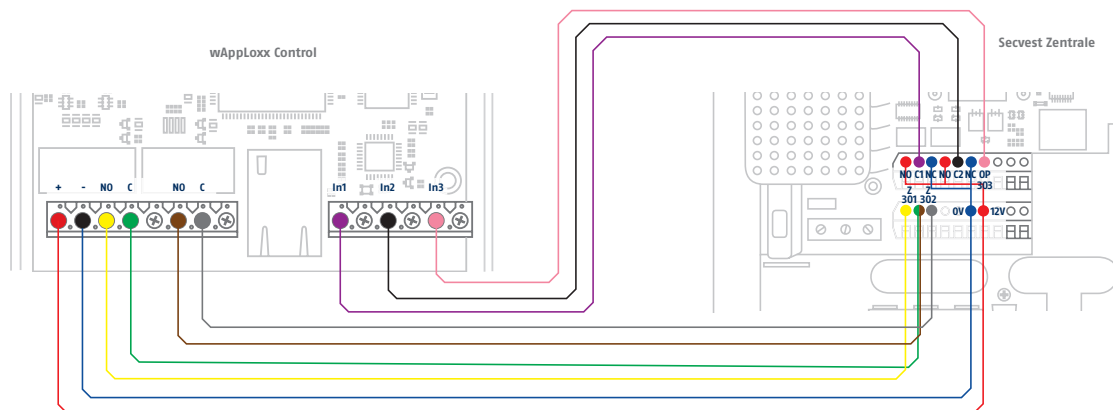 wAppLoxx Control
Secvest Zentrale
+ - NO C NO C
In1 In2 In3
NO C1 NC NO C2 NC OP
303
Z Z
301 302
0V 12V